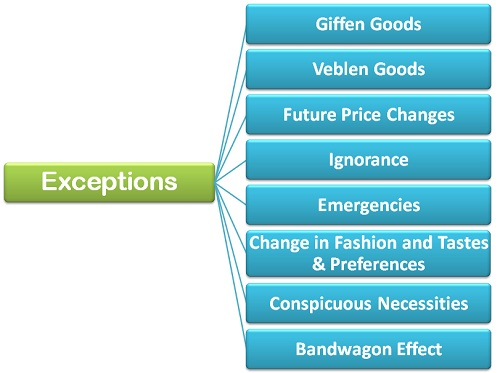 Exceptions
Giffen Goods
Veblen Goods
Future Price Changes
Ignorance
Emergencies
Change in Fashion and Tastes
& Preferences
Conspicuous Necessities
Bandwagon Effect